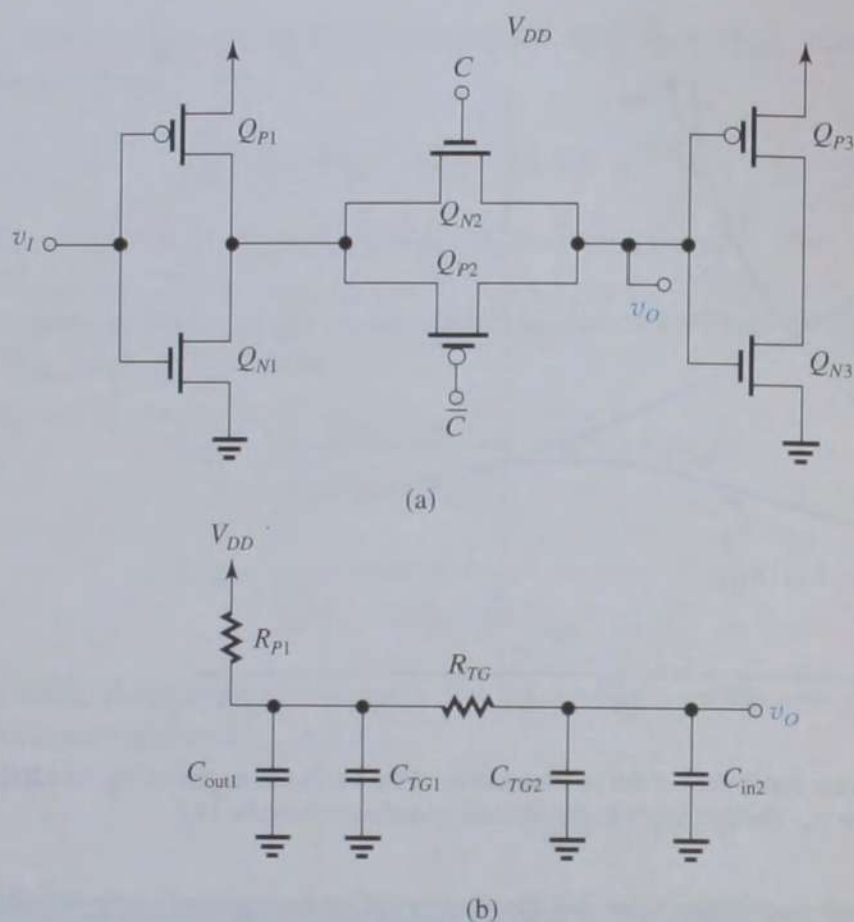 V_DD
C
Q_P1
Q_P3
Q_N2
v_I
Q_P2
v_O
Q_N1
Q_N3
C̅
(a)
V_DD
R_P1
R_TG
v_O
C_out1
C_TG1
C_TG2
C_in2
(b)